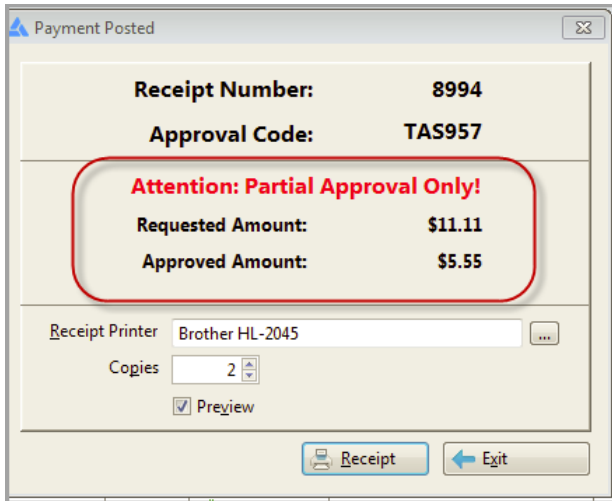 Payment Posted
Receipt Number: 8994
Approval Code: TAS957
Attention: Partial Approval Only!
Requested Amount: $11.11
Approved Amount: $5.55
Receipt Printer Brother HL-2045 ...
Copies 2
Preview
Receipt Exit